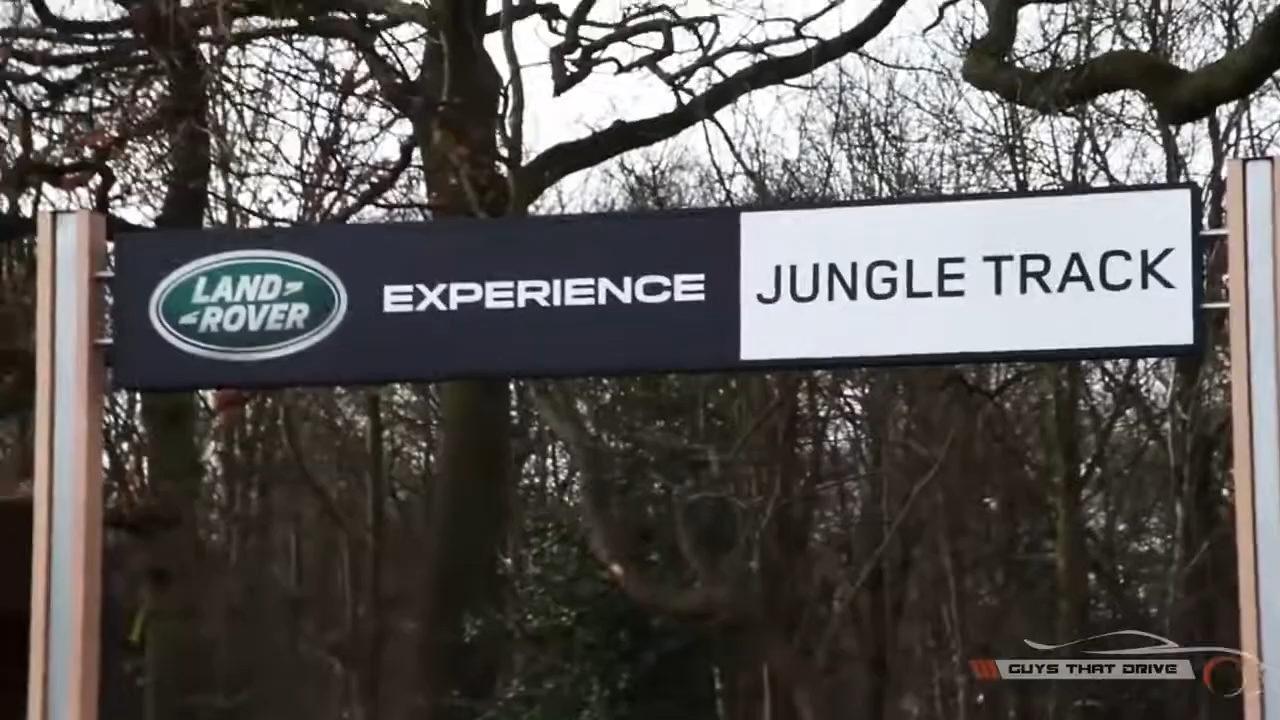 LAND
ROVER
EXPERIENCE
JUNGLE TRACK
GUYS THAT DRIVE